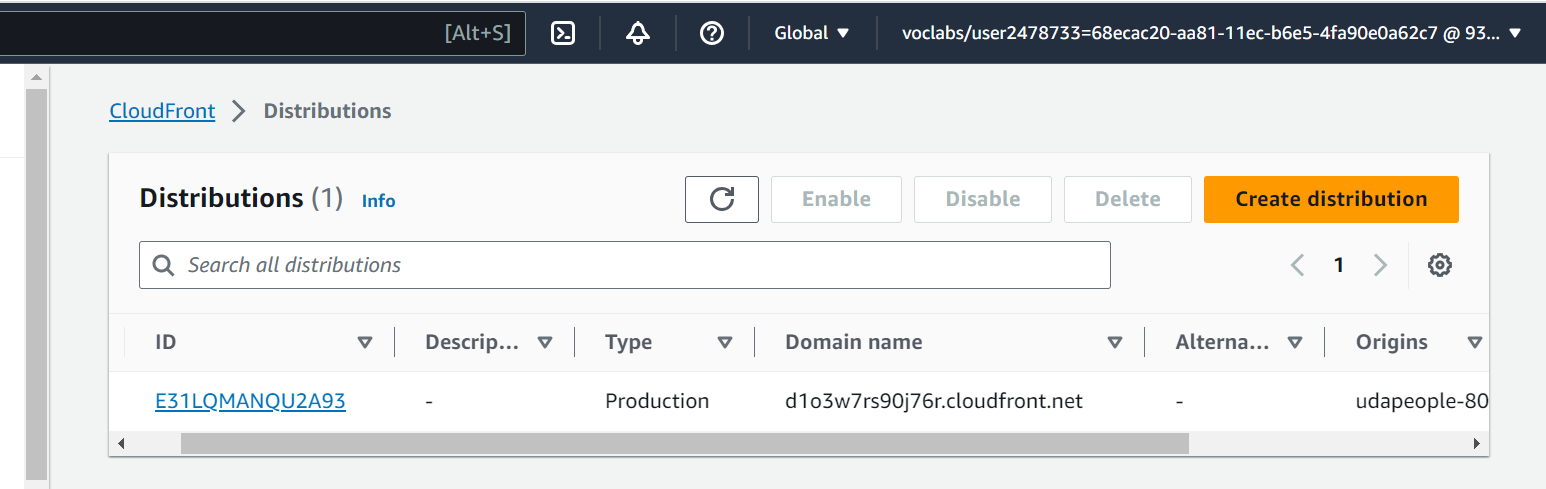 [Alt+S] Global voclabs/user2478733=68ecac20-aa81-11ec-b6e5-4fa90e0a62c7 @ 93...
CloudFront Distributions
Distributions (1) Info Enable Disable Delete Create distribution
Search all distributions 1
ID Descrip... Type Domain name Alterna... Origins
E31LQMANQU2A93 - Production d1o3w7rs90j76r.cloudfront.net - udapeople-80